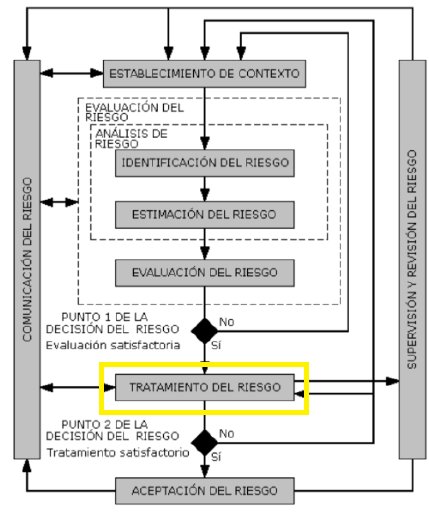 ESTABLECIMIENTO DE CONTEXTO
EVALUACIÓN DEL
RIESGO
ANÁLISIS DE
RIESGO
IDENTIFICACIÓN DEL RIESGO
ESTIMACIÓN DEL RIESGO
EVALUACIÓN DEL RIESGO
COMUNICACIÓN DEL RIESGO
SUPERVISIÓN Y REVISIÓN DEL RIESGO
PUNTO 1 DE LA
DECISIÓN DEL RIESGO
Evaluación satisfactoria
No
Sí
TRATAMIENTO DEL RIESGO
PUNTO 2 DE LA
DECISIÓN DEL RIESGO
Tratamiento satisfactorio
No
Sí
ACEPTACIÓN DEL RIESGO